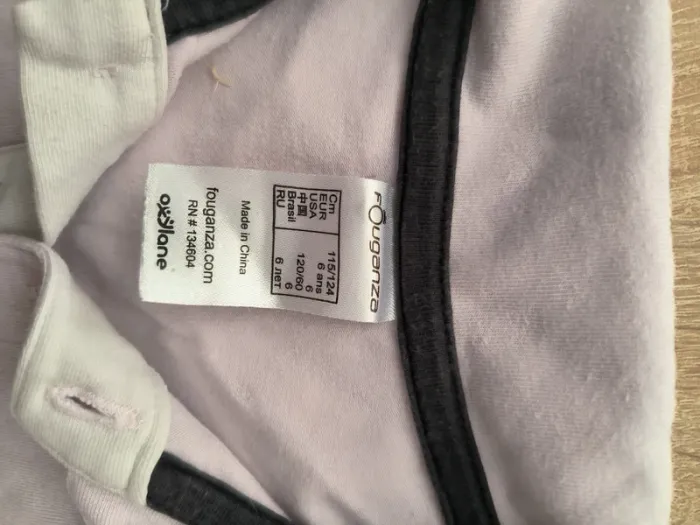 Fouganza
Cm 115/124
EUR 6 ans
USA 6
中国 120/60
Brasil 6
RU 6 лет
Made in China
fouganza.com
RN # 134604
oxylane